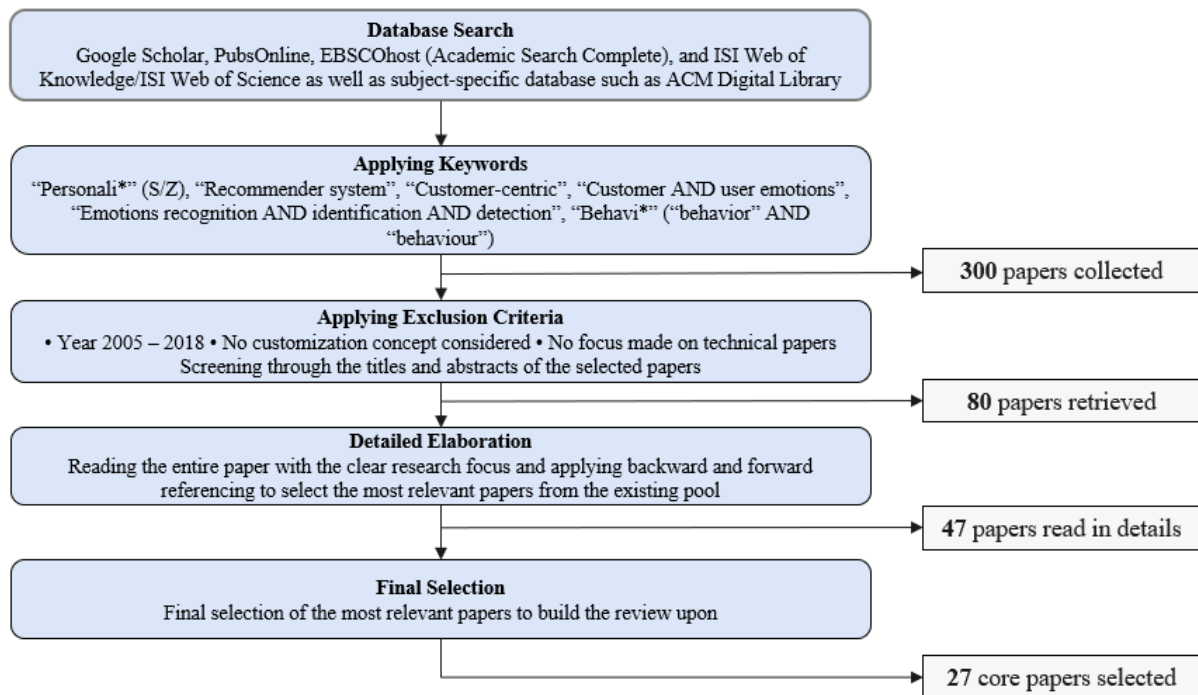 Database Search
Google Scholar, PubsOnline, EBSCOhost (Academic Search Complete), and ISI Web of
Knowledge/ISI Web of Science as well as subject-specific database such as ACM Digital Library
Applying Keywords
“Personali*” (S/Z), “Recommender system”, “Customer-centric”, “Customer AND user emotions”,
“Emotions recognition AND identification AND detection”, “Behavi*” (“behavior” AND
“behaviour”)
300 papers collected
Applying Exclusion Criteria
• Year 2005 – 2018 • No customization concept considered • No focus made on technical papers
Screening through the titles and abstracts of the selected papers
80 papers retrieved
Detailed Elaboration
Reading the entire paper with the clear research focus and applying backward and forward
referencing to select the most relevant papers from the existing pool
47 papers read in details
Final Selection
Final selection of the most relevant papers to build the review upon
27 core papers selected